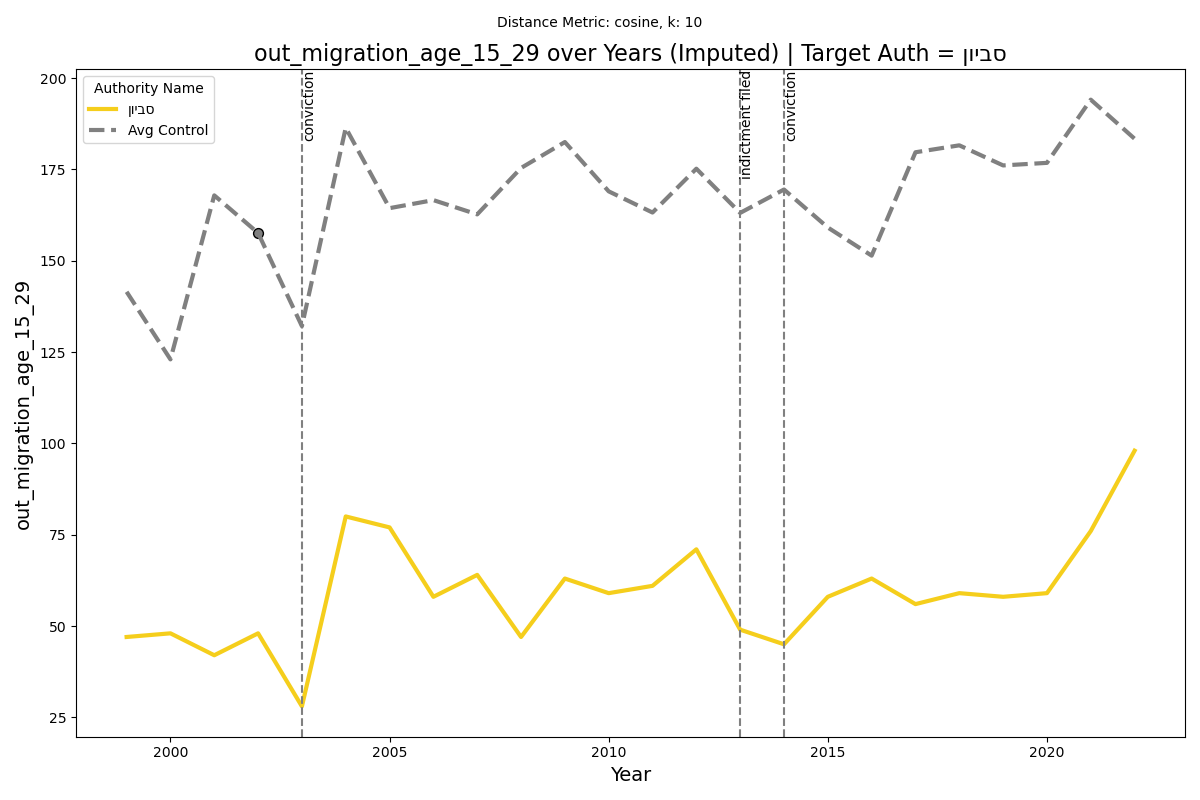 Distance Metric: cosine, k: 10
out_migration_age_15_29 over Years (Imputed) | Target Auth = סביון
Authority Name
סביון
Avg Control
conviction
indictment filed
conviction
out_migration_age_15_29
200
175
150
125
100
75
50
25
2000
2005
2010
2015
2020
Year